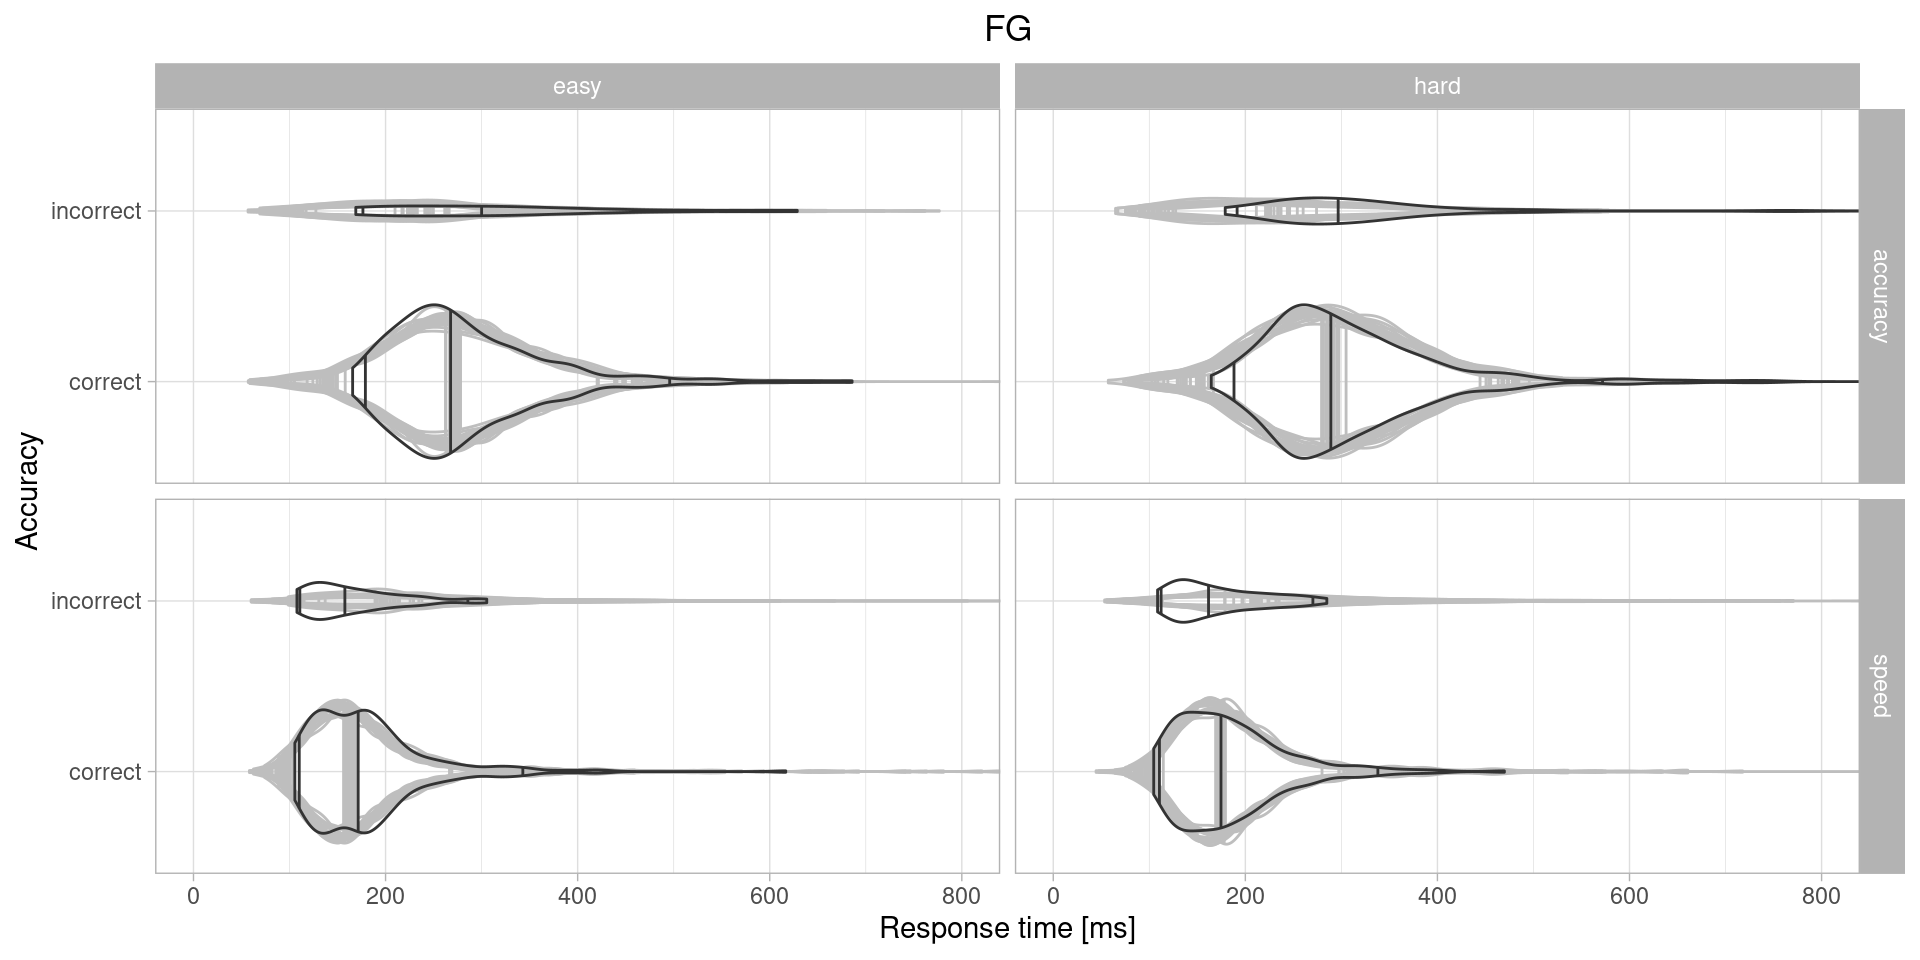 FG
easy
hard
incorrect
correct
accuracy
Accuracy
incorrect
correct
speed
0 200 400 600 800
0 200 400 600 800
Response time [ms]